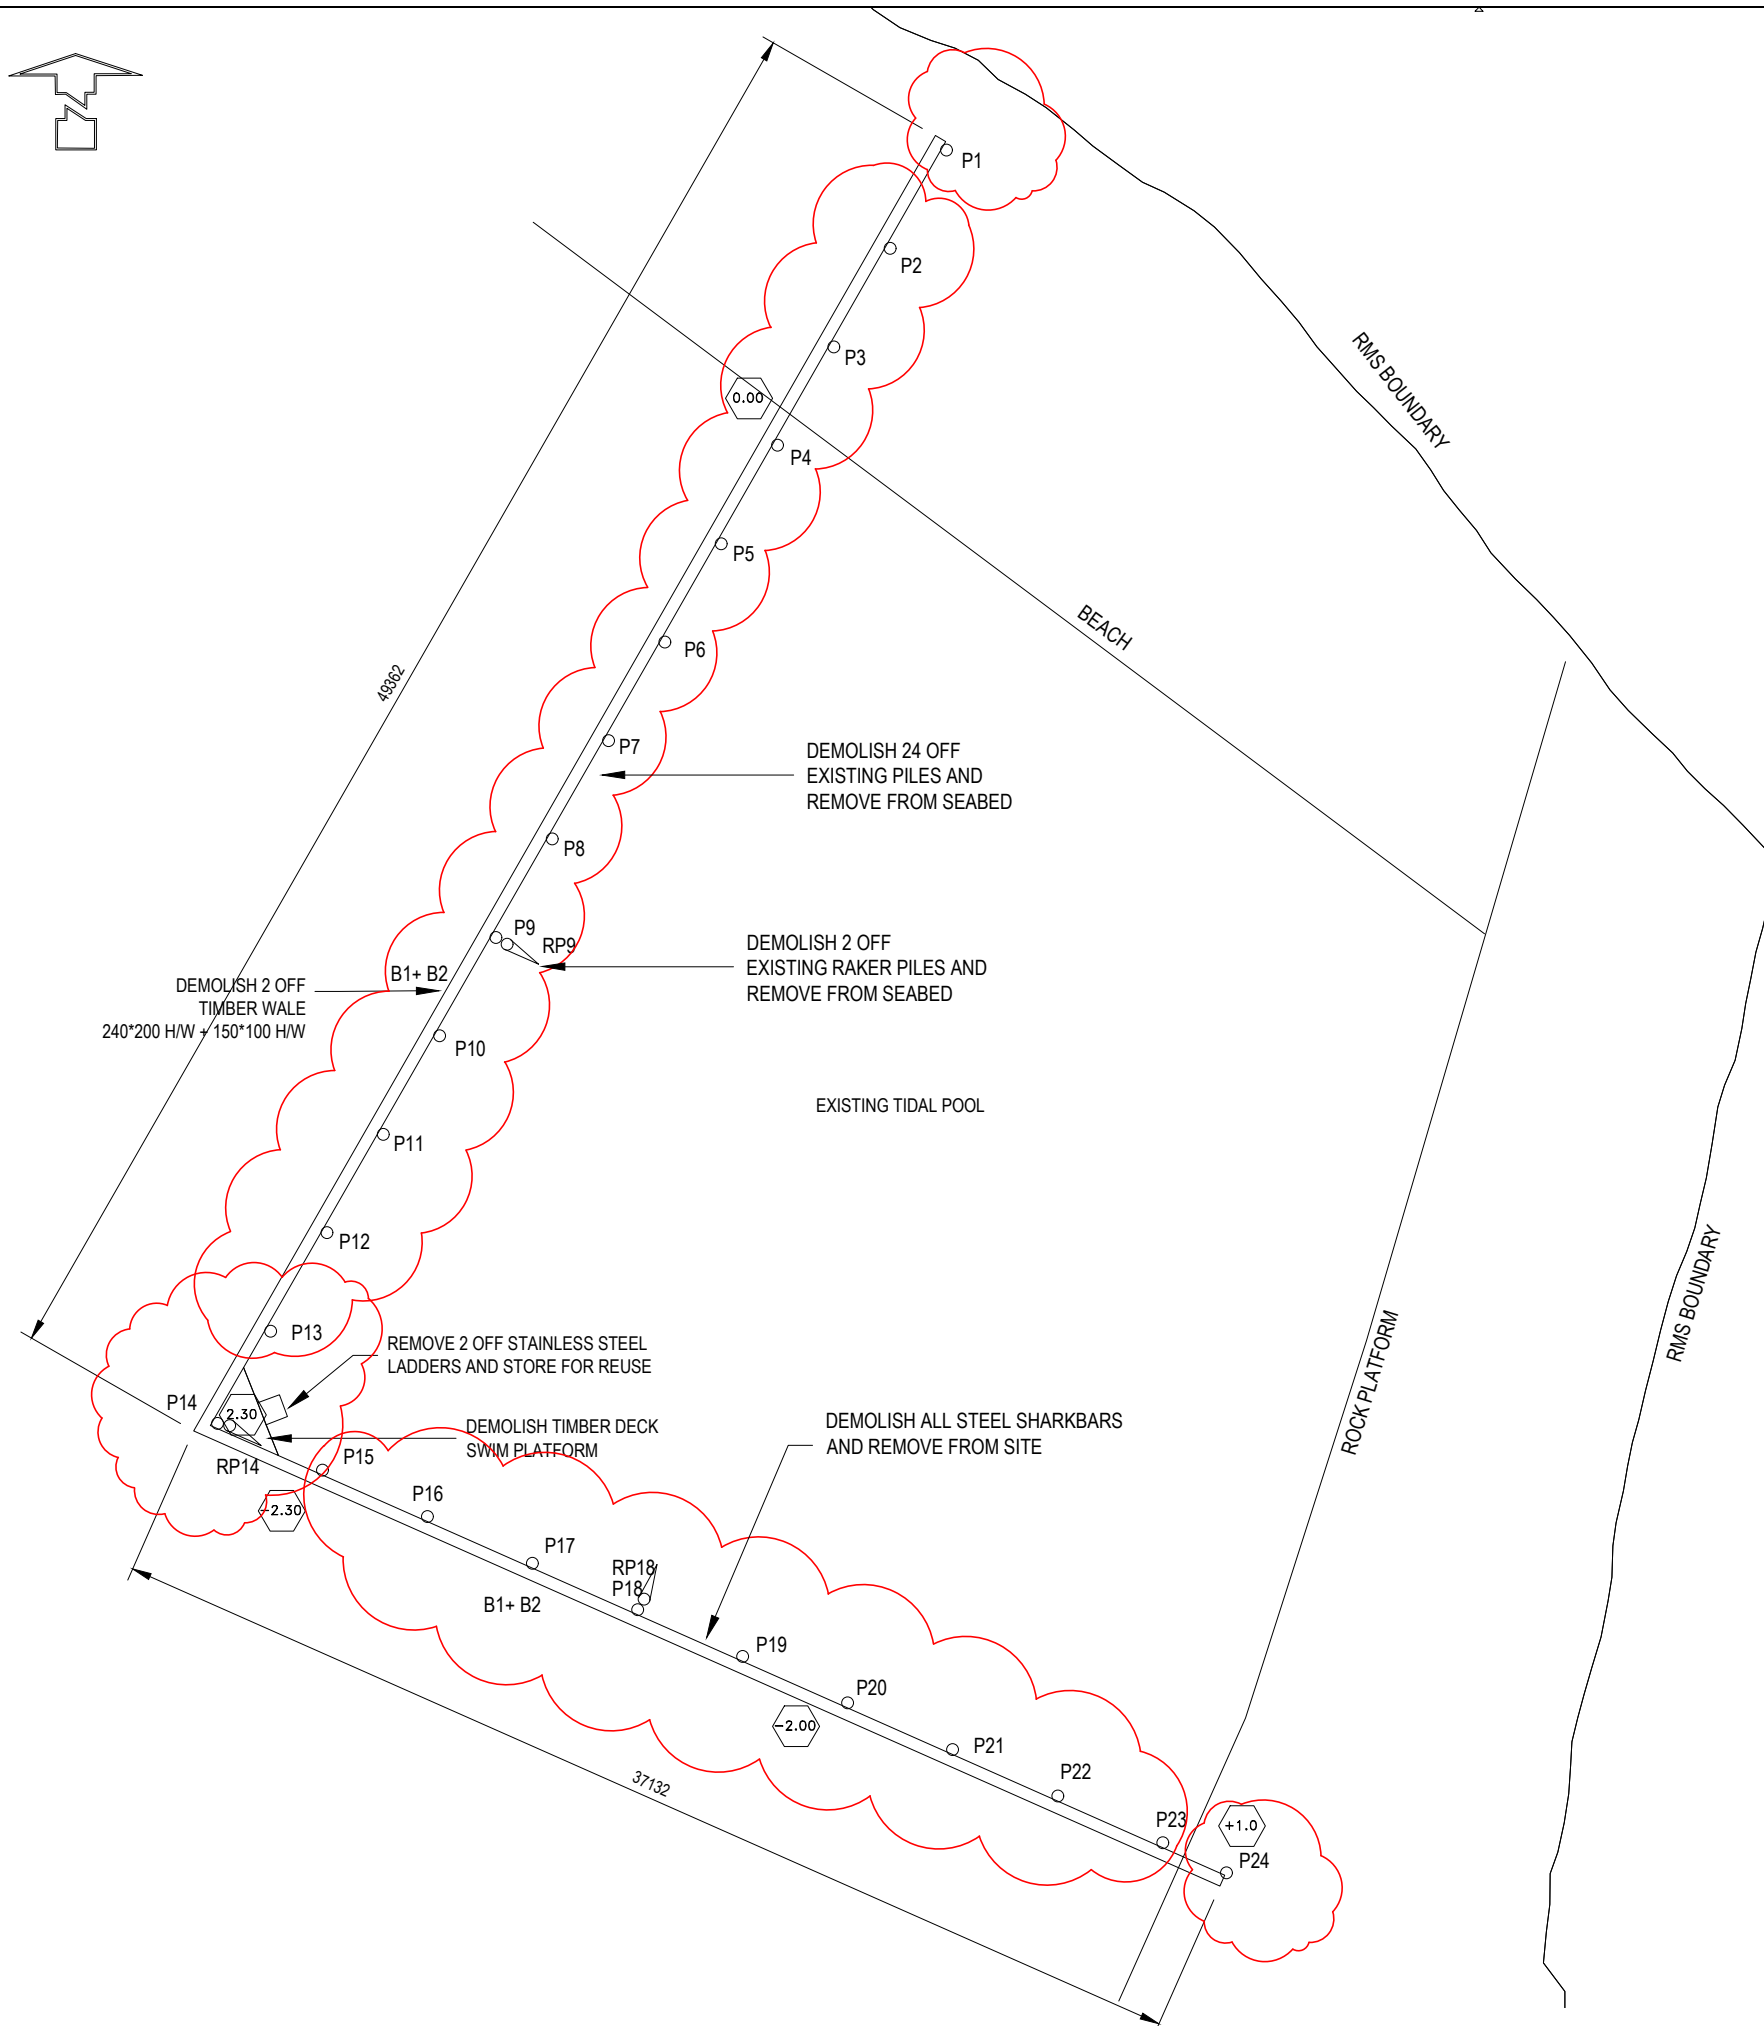 P1
P2
P3
0.00
P4
P5
P6
P7
P8
P9
RP9
B1+ B2
P10
P11
P12
P13
P14
2.30
RP14
P15
-2.30
P16
P17
RP18
P18
B1+ B2
P19
P20
-2.00
P21
P22
P23
+1.0
P24
49362
37132
RMS BOUNDARY
BEACH
RMS BOUNDARY
ROCK PLATFORM
DEMOLISH 24 OFF
EXISTING PILES AND
REMOVE FROM SEABED
DEMOLISH 2 OFF
EXISTING RAKER PILES AND
REMOVE FROM SEABED
DEMOLISH 2 OFF
TIMBER WALE
240*200 H/W + 150*100 H/W
EXISTING TIDAL POOL
REMOVE 2 OFF STAINLESS STEEL
LADDERS AND STORE FOR REUSE
DEMOLISH TIMBER DECK
SWIM PLATFORM
DEMOLISH ALL STEEL SHARKBARS
AND REMOVE FROM SITE